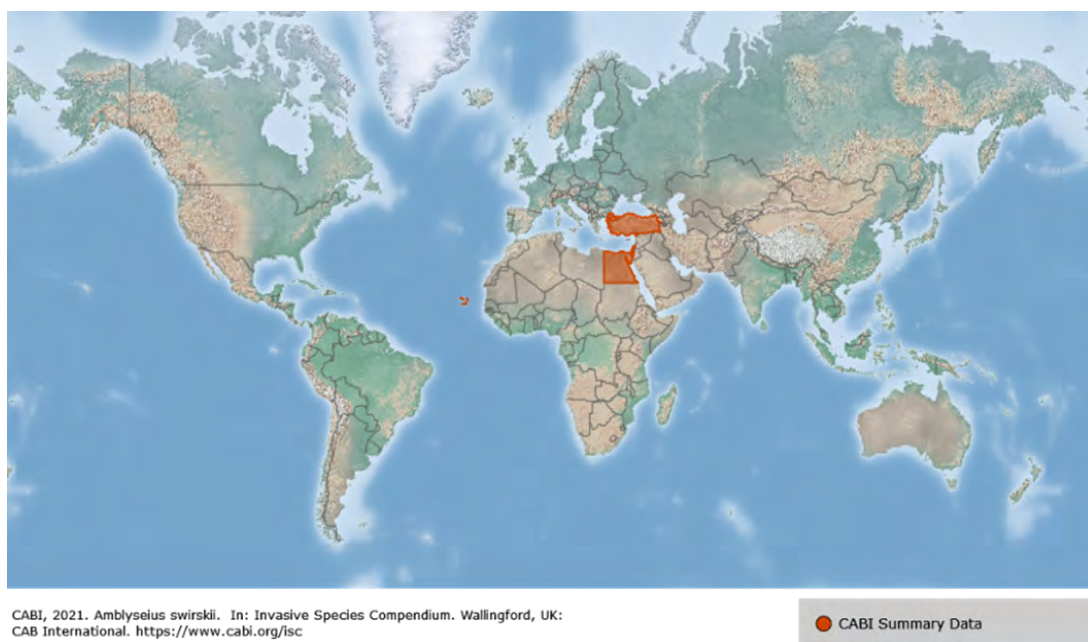 CABI, 2021. Amblyseius swirskii. In: Invasive Species Compendium. Wallingford, UK:
CAB International. https://www.cabi.org/isc
CABI Summary Data